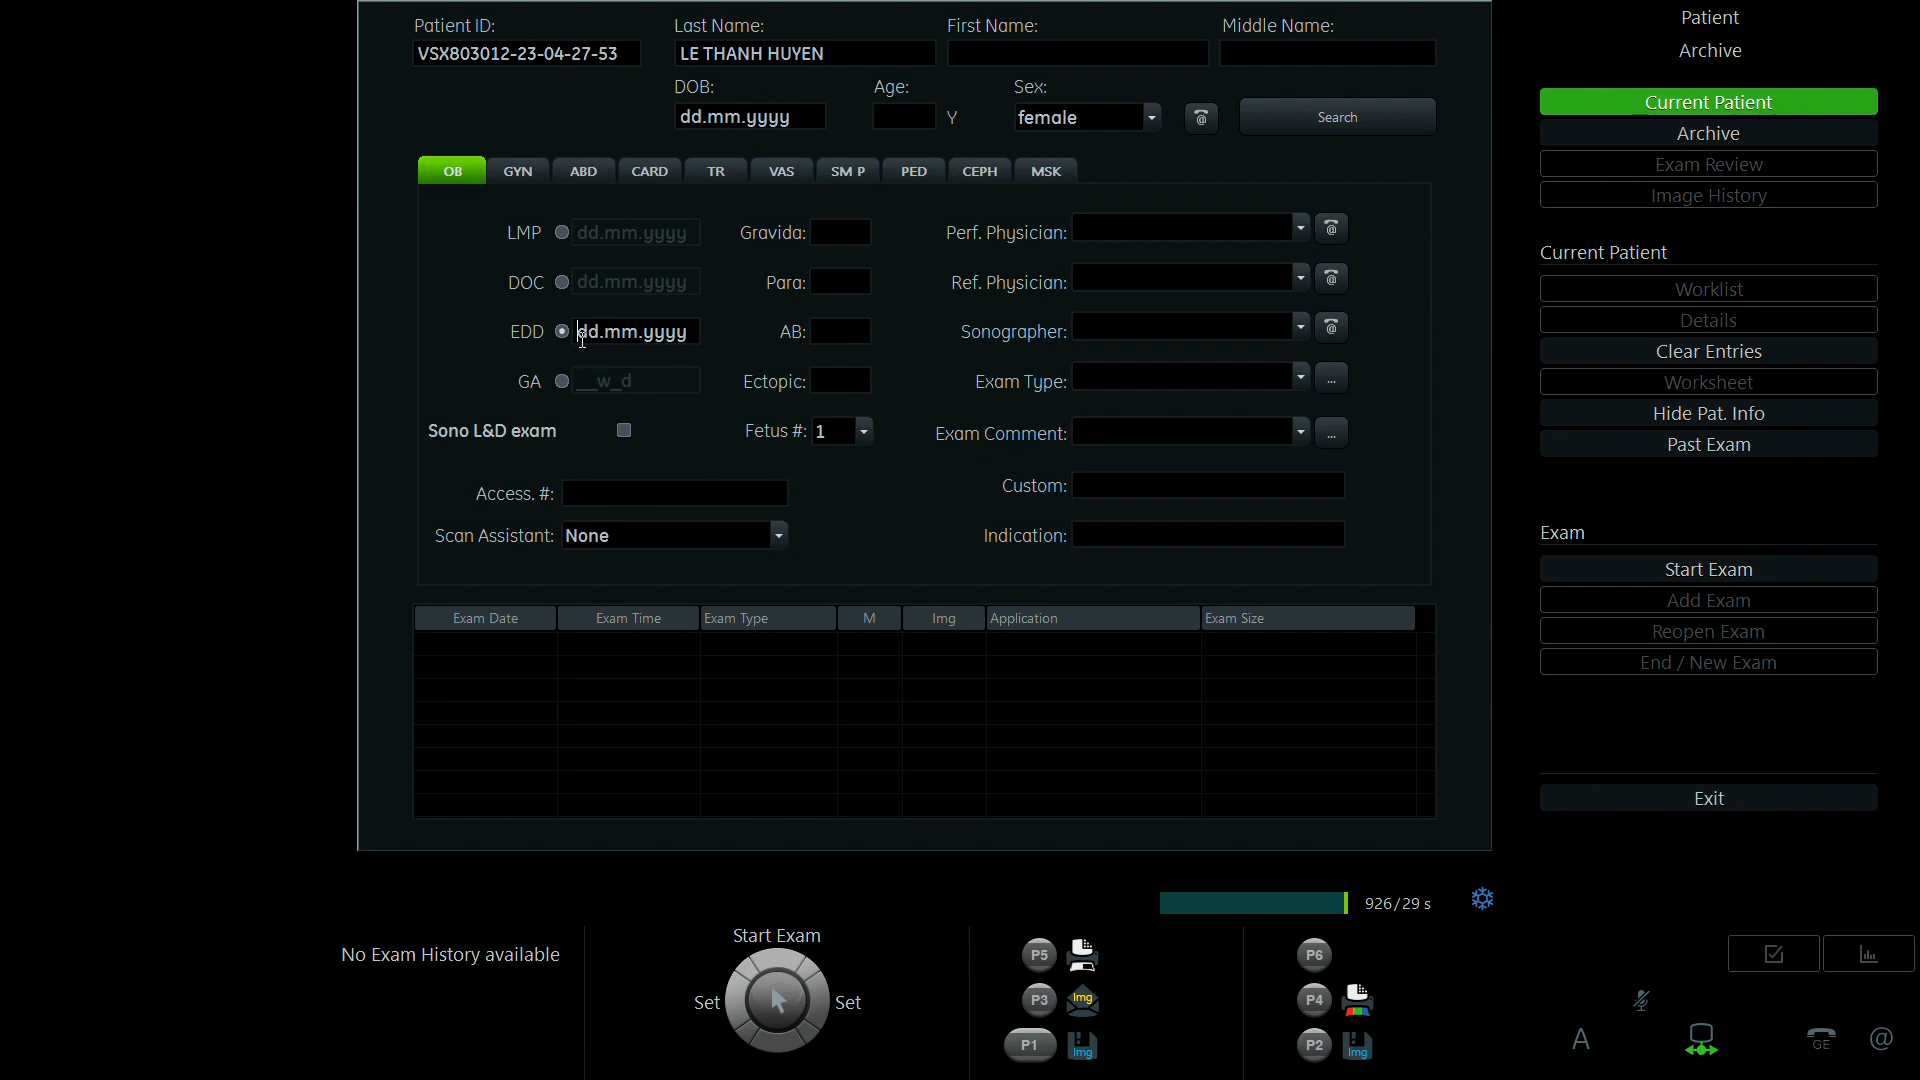 Patient ID: Last Name: First Name: Middle Name:
VSX803012-23-04-27-53 LE THANH HUYEN
DOB: Age: Sex:
dd.mm.yyyy Y female @ Search
OB GYN ABD CARD TR VAS SM P PED CEPH MSK
LMP dd.mm.yyyy Gravida: Perf. Physician: @
DOC dd.mm.yyyy Para: Ref. Physician: @
EDD dd.mm.yyyy AB: Sonographer: @
GA __w_d Ectopic: Exam Type: ...
Sono L&D exam Fetus #: 1 Exam Comment: ...
Access. #: Custom:
Scan Assistant: None Indication:
Exam Date Exam Time Exam Type M Img Application Exam Size
926/29 s
No Exam History available
Start Exam
Set Set
P5
P3 Img
P1 Img
P6
P4
P2 Img
Patient
Archive
Current Patient
Archive
Exam Review
Image History
Current Patient
Worklist
Details
Clear Entries
Worksheet
Hide Pat. Info
Past Exam
Exam
Start Exam
Add Exam
Reopen Exam
End / New Exam
Exit
A GE @